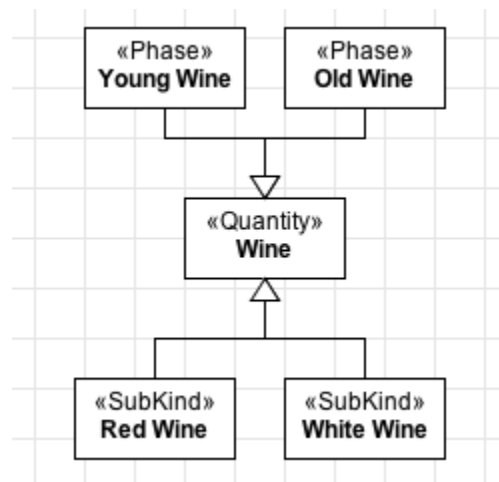 «Phase»
Young Wine
«Phase»
Old Wine
«Quantity»
Wine
«SubKind»
Red Wine
«SubKind»
White Wine